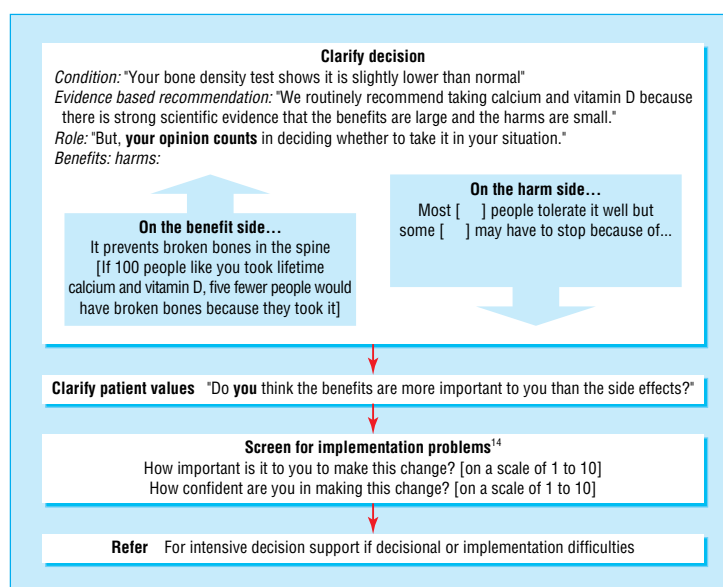 Clarify decision
Condition: "Your bone density test shows it is slightly lower than normal"
Evidence based recommendation: "We routinely recommend taking calcium and vitamin D because
there is strong scientific evidence that the benefits are large and the harms are small."
Role: "But, your opinion counts in deciding whether to take it in your situation."
Benefits: harms:
On the benefit side…
It prevents broken bones in the spine
[If 100 people like you took lifetime
calcium and vitamin D, five fewer people would
have broken bones because they took it]
On the harm side…
Most [ ] people tolerate it well but
some [ ] may have to stop because of...
Clarify patient values "Do you think the benefits are more important to you than the side effects?"
Screen for implementation problems14
How important is it to you to make this change? [on a scale of 1 to 10]
How confident are you in making this change? [on a scale of 1 to 10]
Refer For intensive decision support if decisional or implementation difficulties